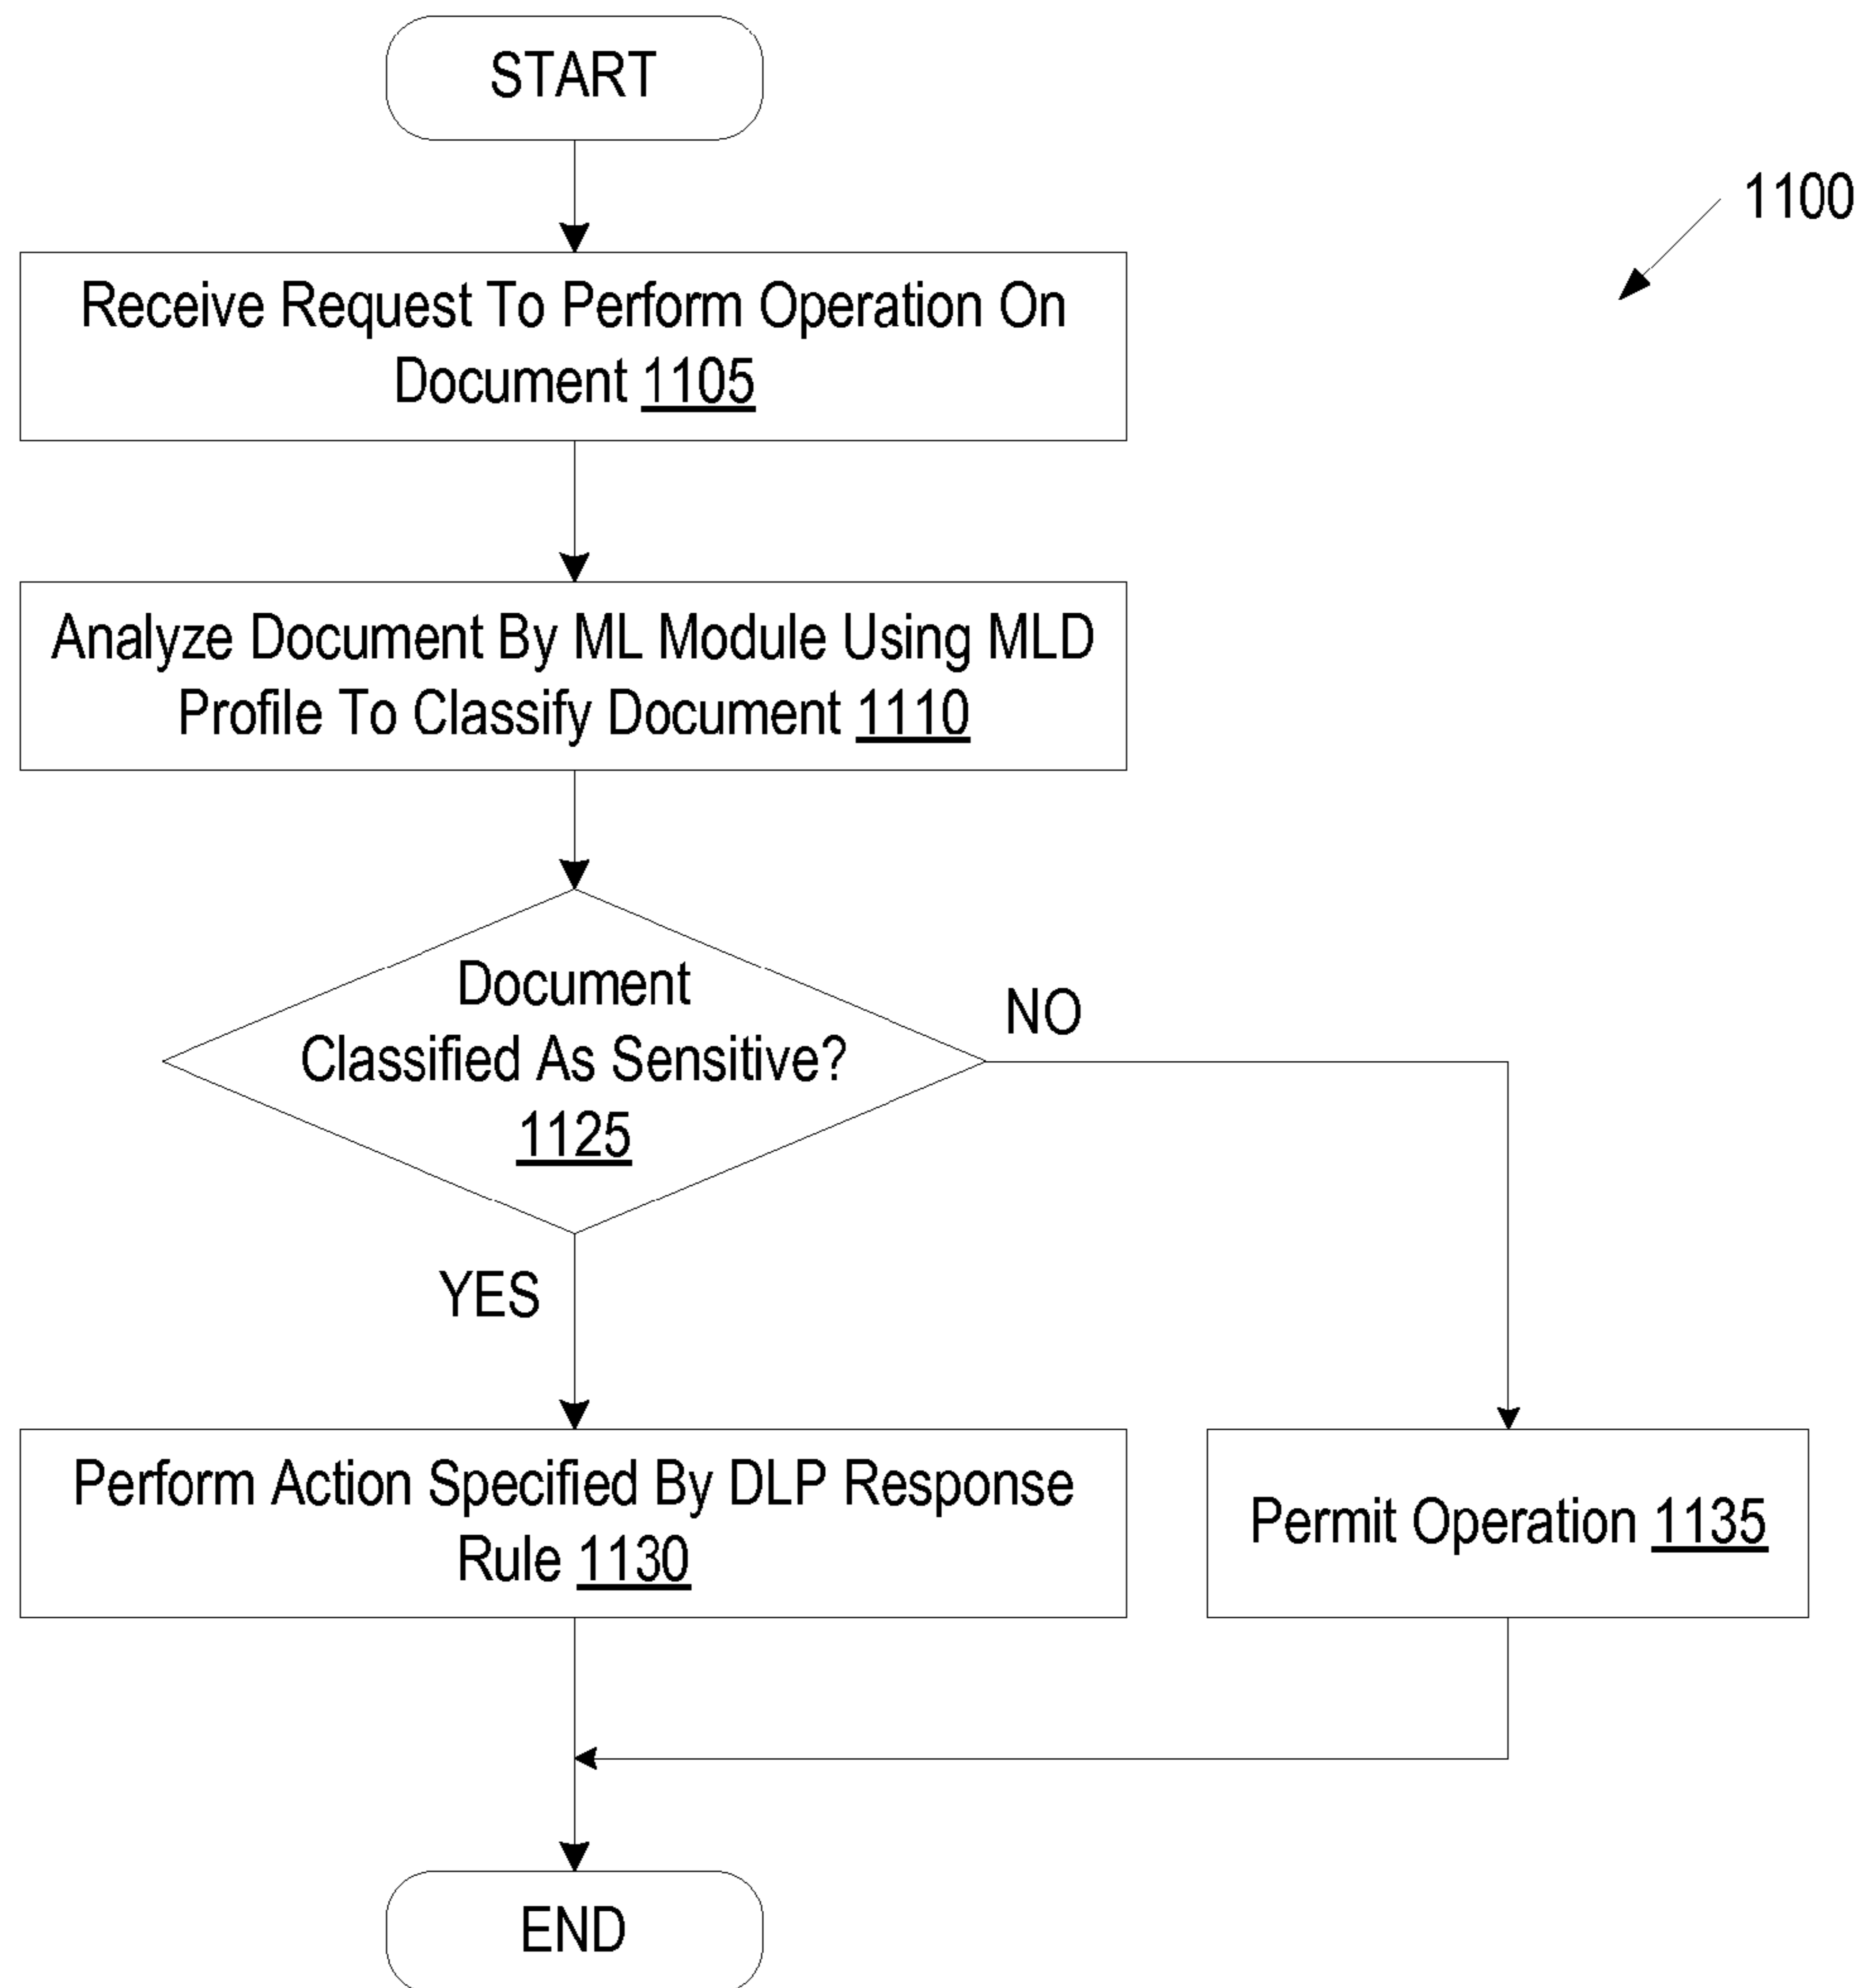 START
1100
Receive Request To Perform Operation On
Document 1105
Analyze Document By ML Module Using MLD
Profile To Classify Document 1110
Document
Classified As Sensitive?
1125
NO
YES
Perform Action Specified By DLP Response
Rule 1130
Permit Operation 1135
END